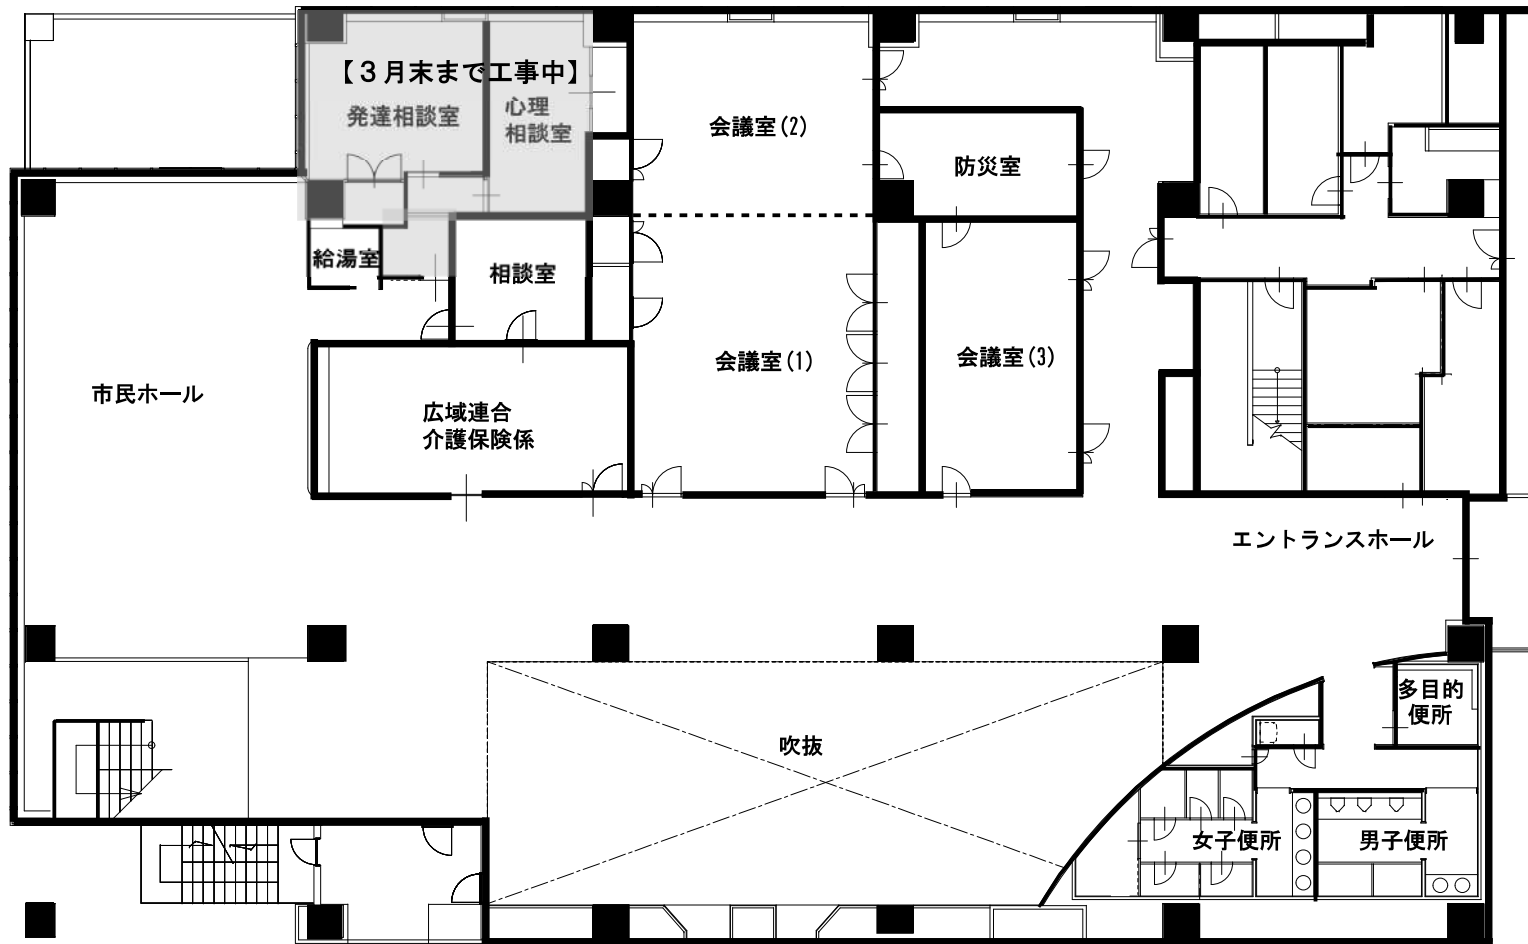 【３月末まで工事中】
発達相談室
心理
相談室
会議室(2)
防災室
給湯室
相談室
会議室(1)
会議室(3)
市民ホール
広域連合
介護保険係
エントランスホール
多目的
便所
吹抜
女子便所
男子便所